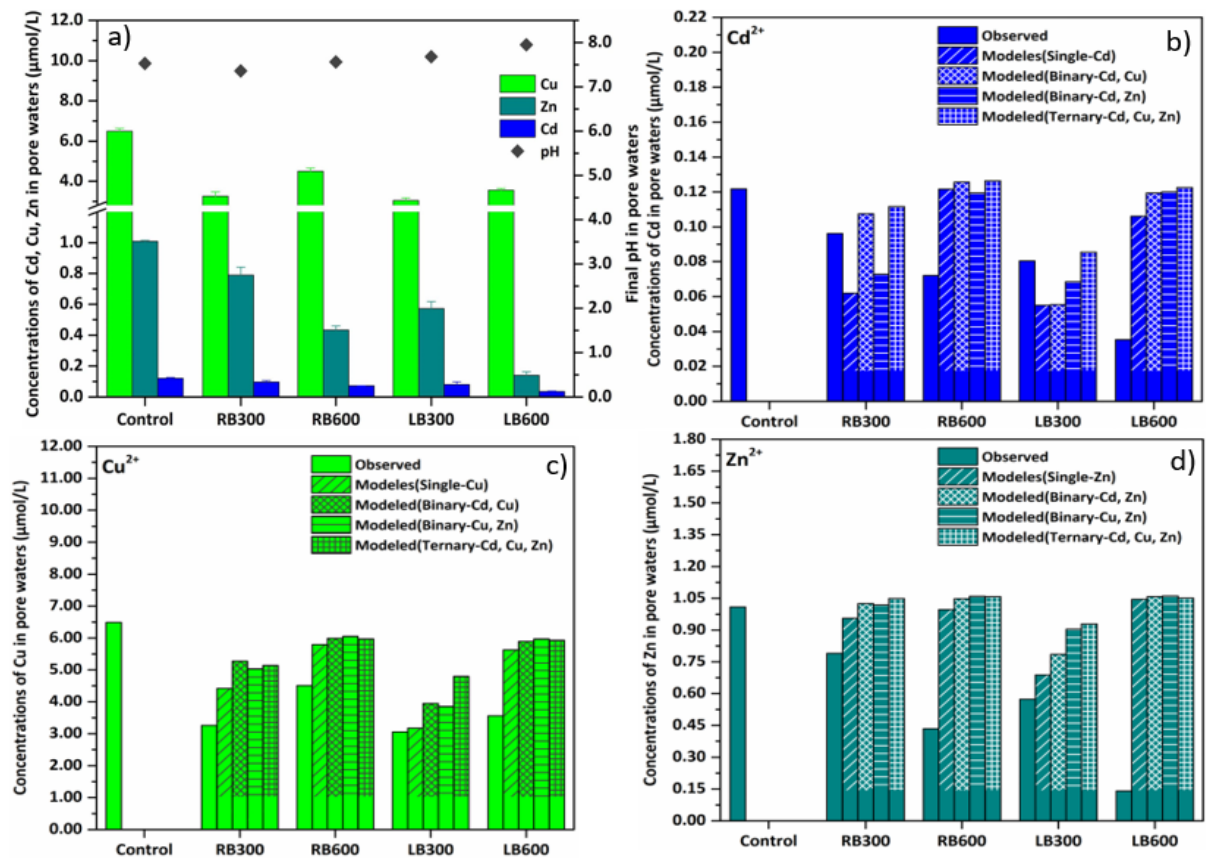 a)
Concentrations of Cd, Cu, Zn in pore waters (μmol/L)
12.0
10.0
8.0
6.0
4.0
1.0
0.8
0.6
0.4
0.2
0.0
Cu
Zn
Cd
pH
8.0
7.0
6.0
5.0
4.0
3.0
2.0
1.0
0.0
Final pH in pore waters
Control RB300 RB600 LB300 LB600
b)
Cd2+
Concentrations of Cd in pore waters (μmol/L)
0.22
0.20
0.18
0.16
0.14
0.12
0.10
0.08
0.06
0.04
0.02
0.00
Observed
Modeles(Single-Cd)
Modeled(Binary-Cd, Cu)
Modeled(Binary-Cd, Zn)
Modeled(Ternary-Cd, Cu, Zn)
Control RB300 RB600 LB300 LB600
c)
Cu2+
Concentrations of Cu in pore waters (μmol/L)
12.00
11.00
10.00
9.00
8.00
7.00
6.00
5.00
4.00
3.00
2.00
1.00
0.00
Observed
Modeles(Single-Cu)
Modeled(Binary-Cd, Cu)
Modeled(Binary-Cu, Zn)
Modeled(Ternary-Cd, Cu, Zn)
Control RB300 RB600 LB300 LB600
d)
Zn2+
Concentrations of Zn in pore waters (μmol/L)
1.80
1.65
1.50
1.35
1.20
1.05
0.90
0.75
0.60
0.45
0.30
0.15
0.00
Observed
Modeles(Single-Zn)
Modeled(Binary-Cd, Zn)
Modeled(Binary-Cu, Zn)
Modeled(Ternary-Cd, Cu, Zn)
Control RB300 RB600 LB300 LB600